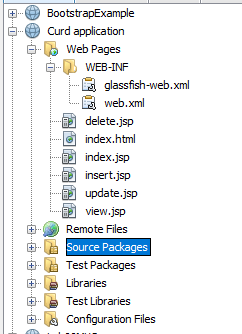 BootstrapExample
Curd application
Web Pages
WEB-INF
glassfish-web.xml
web.xml
delete.jsp
index.html
index.jsp
insert.jsp
update.jsp
view.jsp
Remote Files
Source Packages
Test Packages
Libraries
Test Libraries
Configuration Files